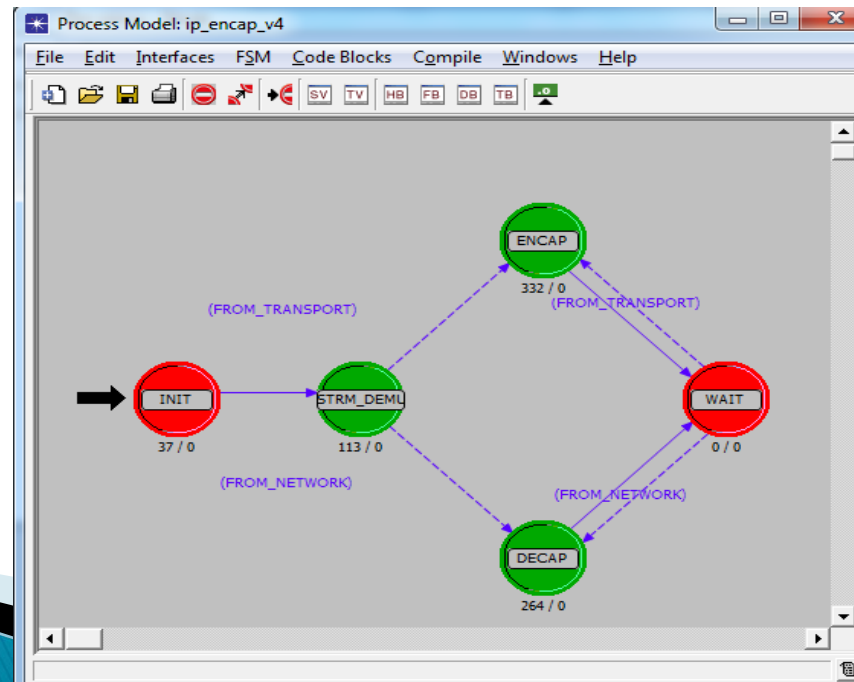 Process Model: ip_encap_v4
File Edit Interfaces FSM Code Blocks Compile Windows Help
SV TV HB FB DB TB
ENCAP
332 / 0
(FROM_TRANSPORT) (FROM_TRANSPORT)
INIT STRM_DEMU WAIT
37 / 0 113 / 0 0 / 0
(FROM_NETWORK) (FROM_NETWORK)
DECAP
264 / 0